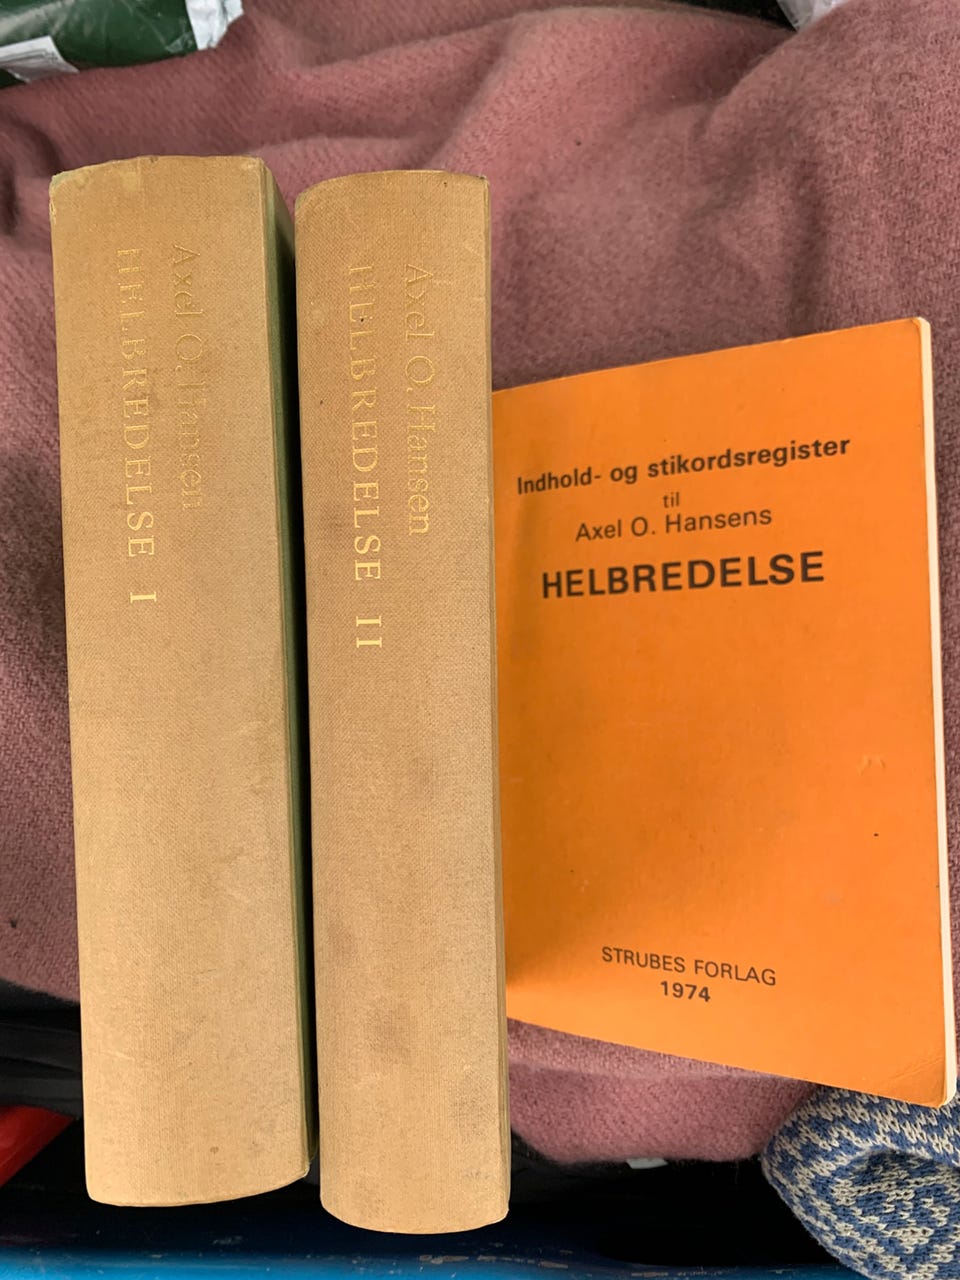 Axel O. Hansen
HELBREDELSE I
Axel O. Hansen
HELBREDELSE II
Indhold- og stikordsregister
til
Axel O. Hansens
HELBREDELSE
STRUBES FORLAG
1974